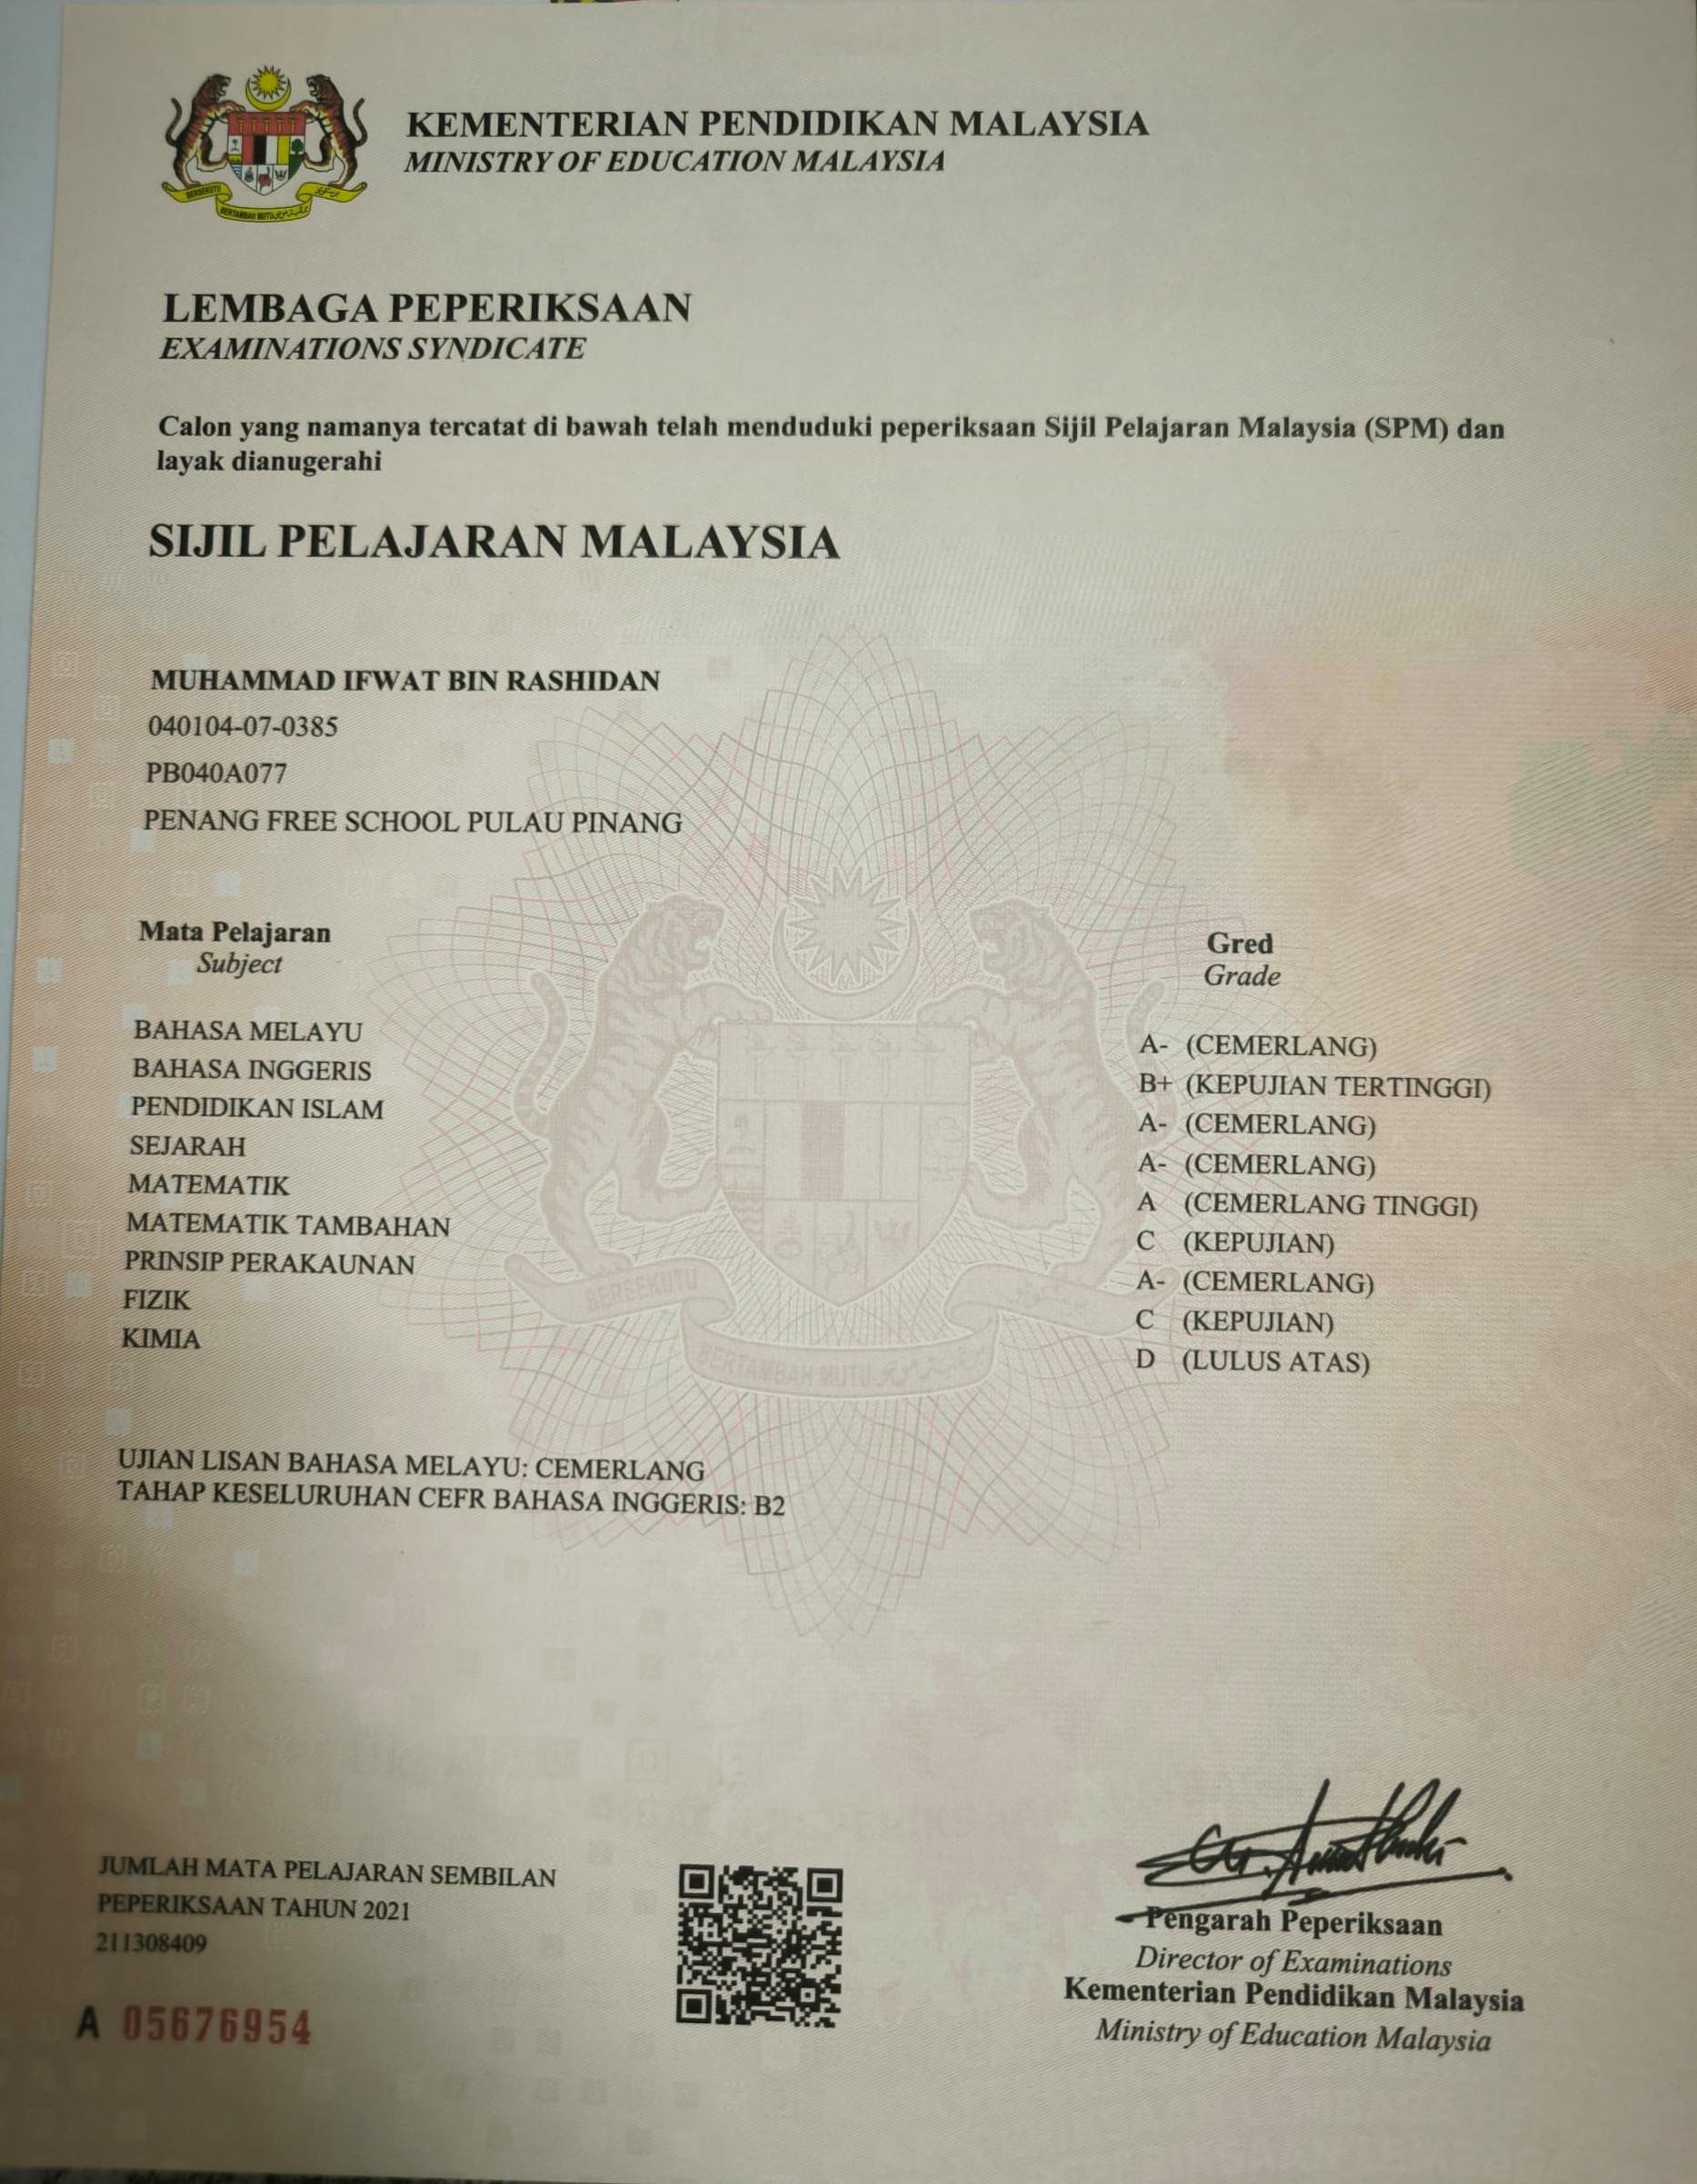 KEMENTERIAN PENDIDIKAN MALAYSIA
MINISTRY OF EDUCATION MALAYSIA
BERSEKUTU
BERTAMBAH MUTU
LEMBAGA PEPERIKSAAN
EXAMINATIONS SYNDICATE
Calon yang namanya tercatat di bawah telah menduduki peperiksaan Sijil Pelajaran Malaysia (SPM) dan
layak dianugerahi
SIJIL PELAJARAN MALAYSIA
MUHAMMAD IFWAT BIN RASHIDAN
040104-07-0385
PB040A077
PENANG FREE SCHOOL PULAU PINANG
Mata Pelajaran Gred
Subject Grade
BAHASA MELAYU A- (CEMERLANG)
BAHASA INGGERIS B+ (KEPUJIAN TERTINGGI)
PENDIDIKAN ISLAM A- (CEMERLANG)
SEJARAH A- (CEMERLANG)
MATEMATIK A (CEMERLANG TINGGI)
MATEMATIK TAMBAHAN C (KEPUJIAN)
PRINSIP PERAKAUNAN A- (CEMERLANG)
FIZIK C (KEPUJIAN)
KIMIA D (LULUS ATAS)
BERSEKUTU
BERTAMBAH MUTU
UJIAN LISAN BAHASA MELAYU: CEMERLANG
TAHAP KESELURUHAN CEFR BAHASA INGGERIS: B2
JUMLAH MATA PELAJARAN SEMBILAN
PEPERIKSAAN TAHUN 2021
211308409
A 05676954
Pengarah Peperiksaan
Director of Examinations
Kementerian Pendidikan Malaysia
Ministry of Education Malaysia